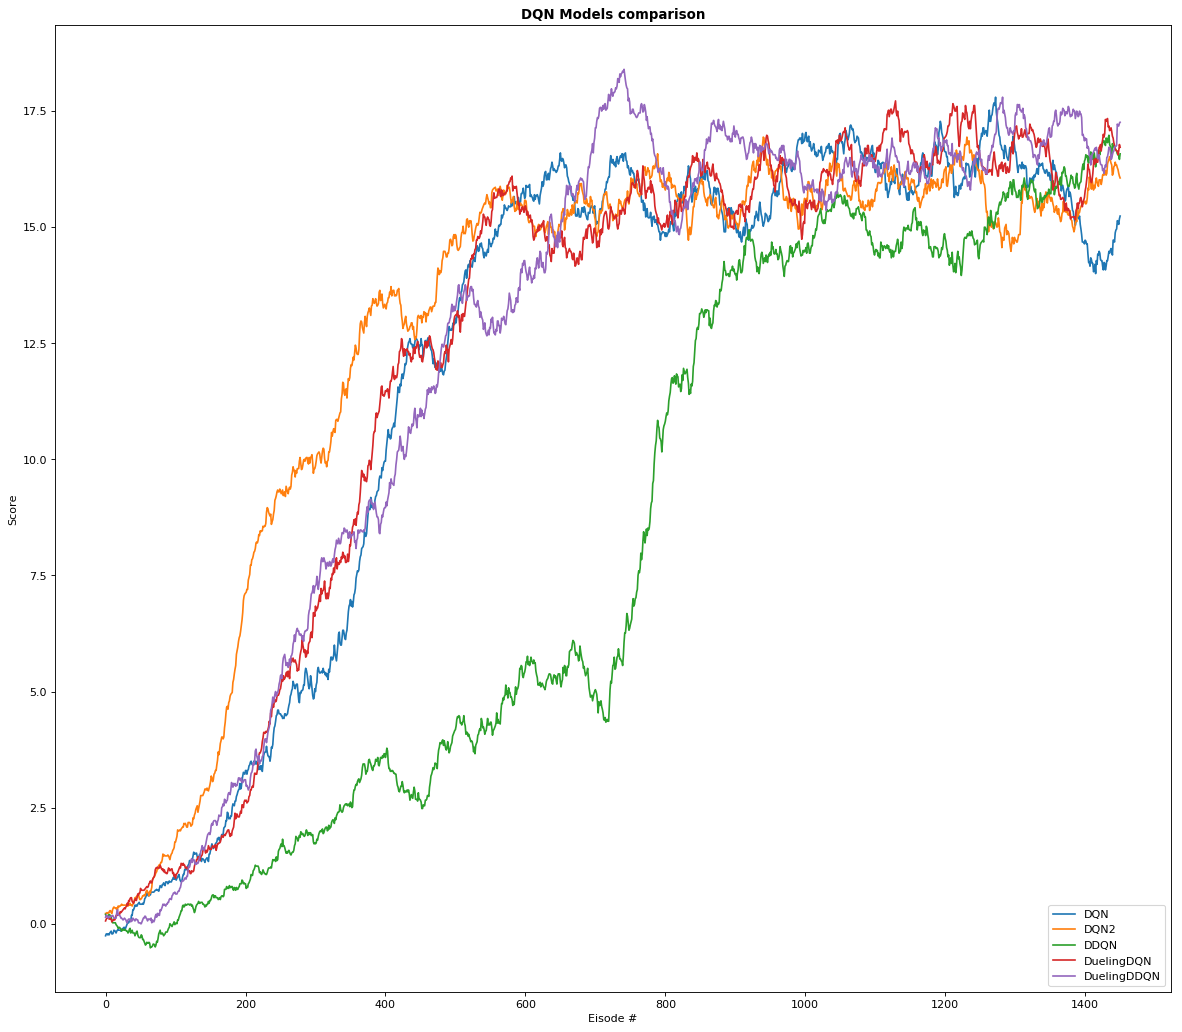 DQN Models comparison
Score
17.5
15.0
12.5
10.0
7.5
5.0
2.5
0.0
0 200 400 600 800 1000 1200 1400
Eisode #
DQN
DQN2
DDQN
DuelingDQN
DuelingDDQN